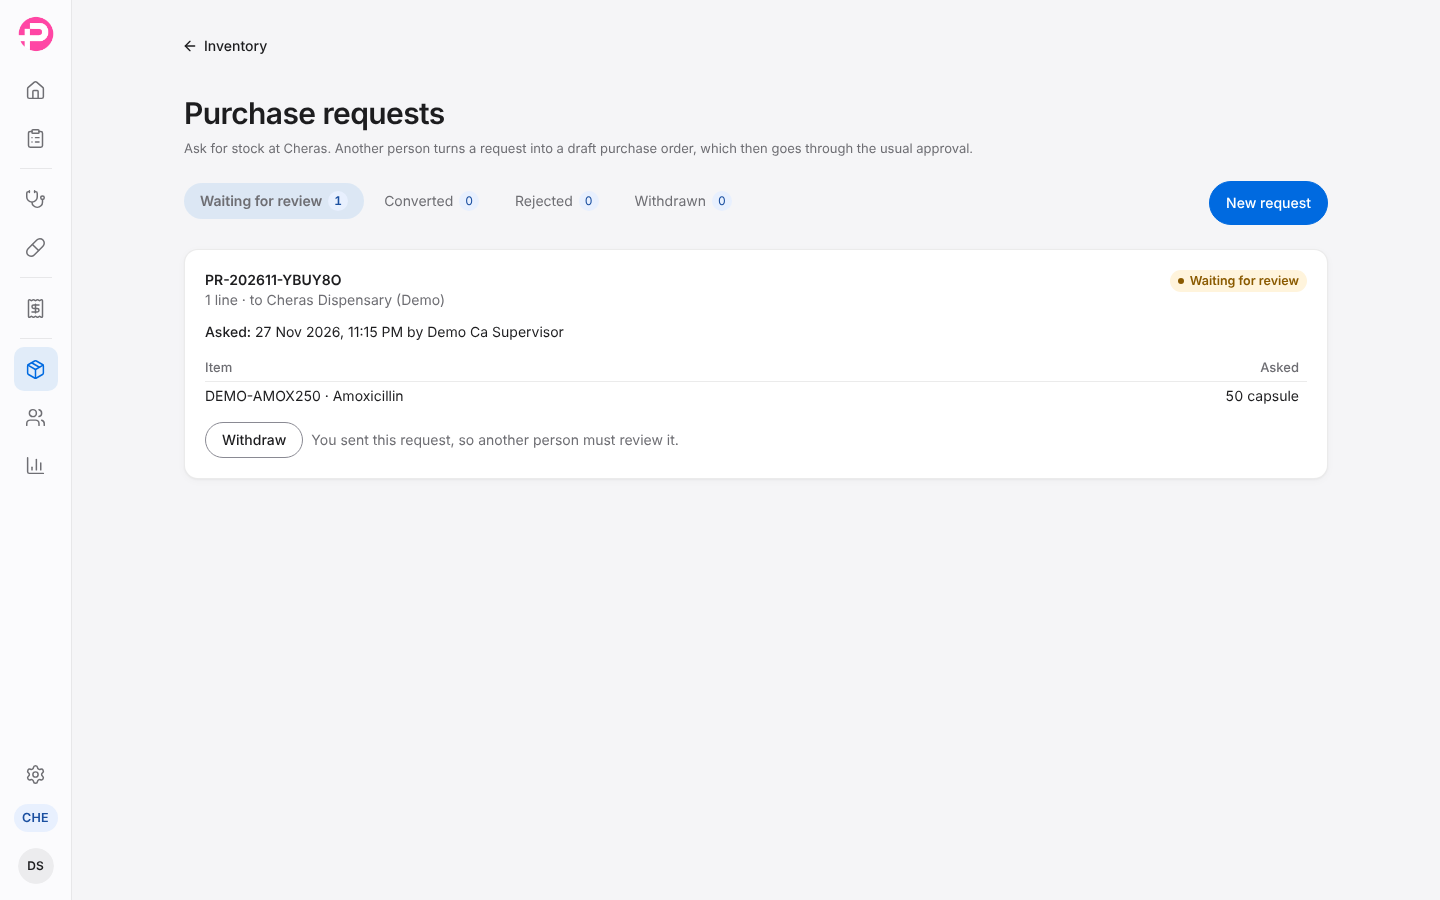 Inventory
Purchase requests
Ask for stock at Cheras. Another person turns a request into a draft purchase order, which then goes through the usual approval.
Waiting for review 1 Converted 0 Rejected 0 Withdrawn 0 New request
PR-202611-YBUY8O Waiting for review
1 line · to Cheras Dispensary (Demo)
Asked: 27 Nov 2026, 11:15 PM by Demo Ca Supervisor
Item Asked
DEMO-AMOX250 · Amoxicillin 50 capsule
Withdraw You sent this request, so another person must review it.
CHE
DS